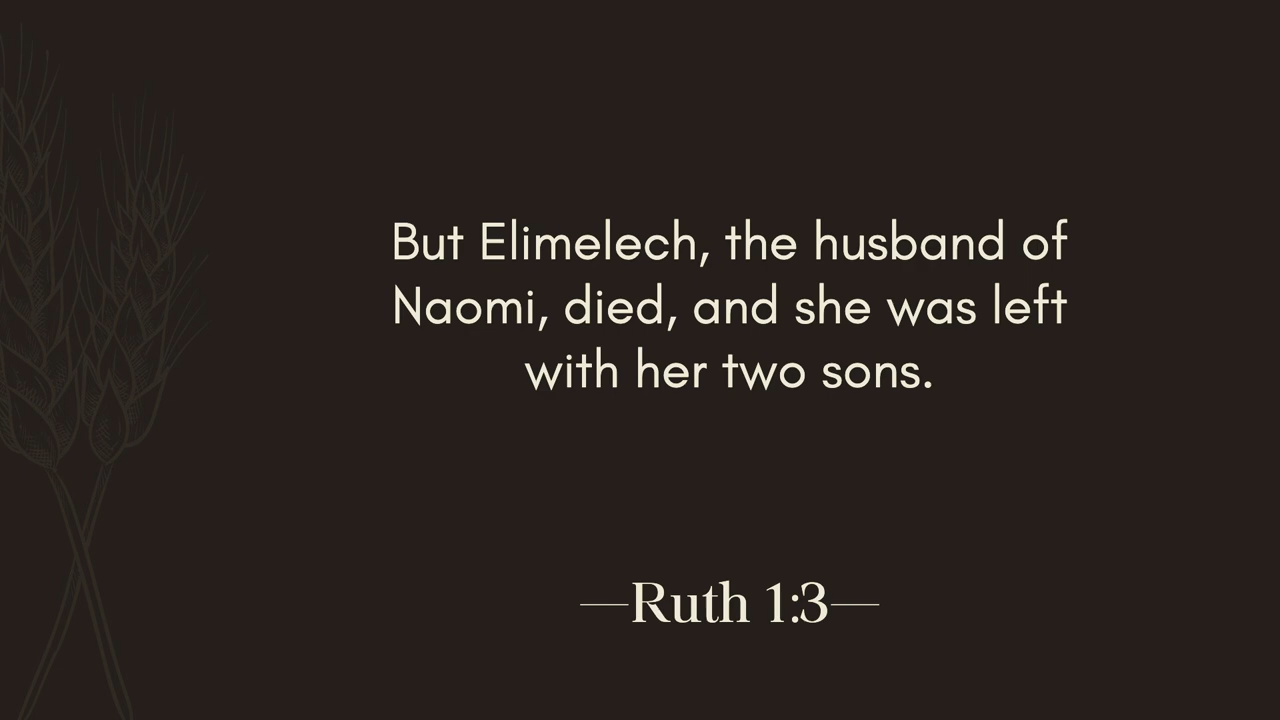 But Elimelech, the husband of
Naomi, died, and she was left
with her two sons.
—Ruth 1:3—